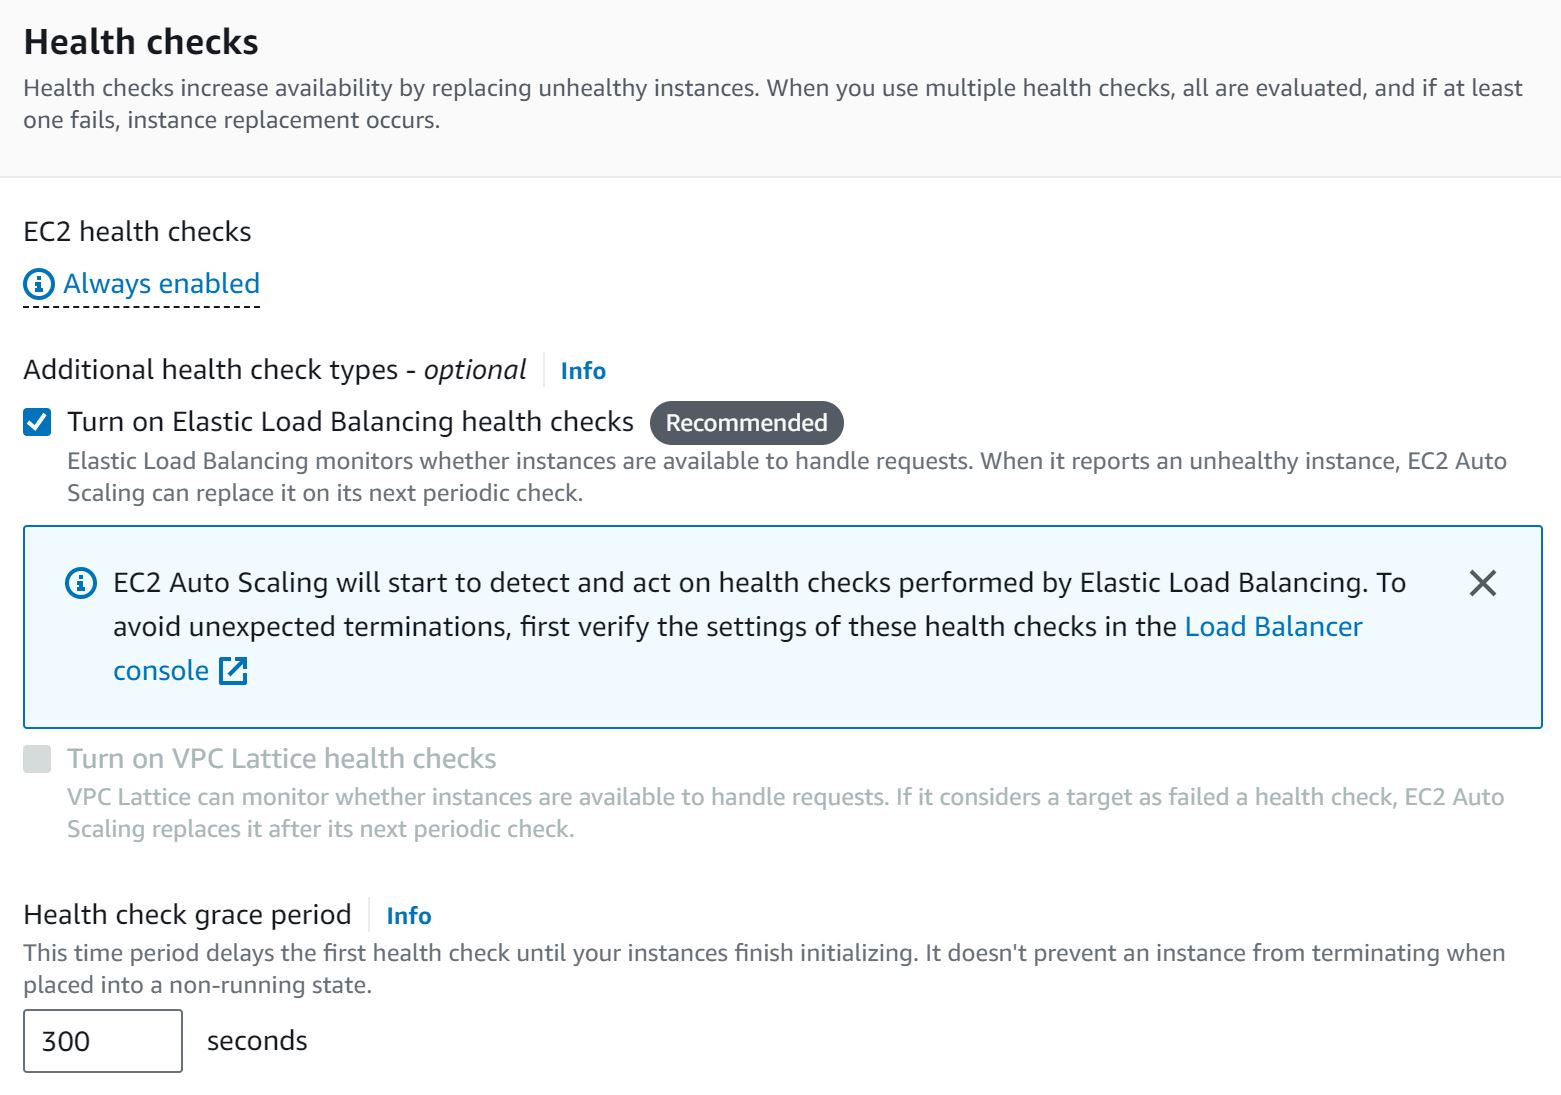 Health checks
Health checks increase availability by replacing unhealthy instances. When you use multiple health checks, all are evaluated, and if at least
one fails, instance replacement occurs.
EC2 health checks
Always enabled
Additional health check types - optional Info
Turn on Elastic Load Balancing health checks Recommended
Elastic Load Balancing monitors whether instances are available to handle requests. When it reports an unhealthy instance, EC2 Auto
Scaling can replace it on its next periodic check.
EC2 Auto Scaling will start to detect and act on health checks performed by Elastic Load Balancing. To
avoid unexpected terminations, first verify the settings of these health checks in the Load Balancer
console
Turn on VPC Lattice health checks
VPC Lattice can monitor whether instances are available to handle requests. If it considers a target as failed a health check, EC2 Auto
Scaling replaces it after its next periodic check.
Health check grace period Info
This time period delays the first health check until your instances finish initializing. It doesn't prevent an instance from terminating when
placed into a non-running state.
300 seconds